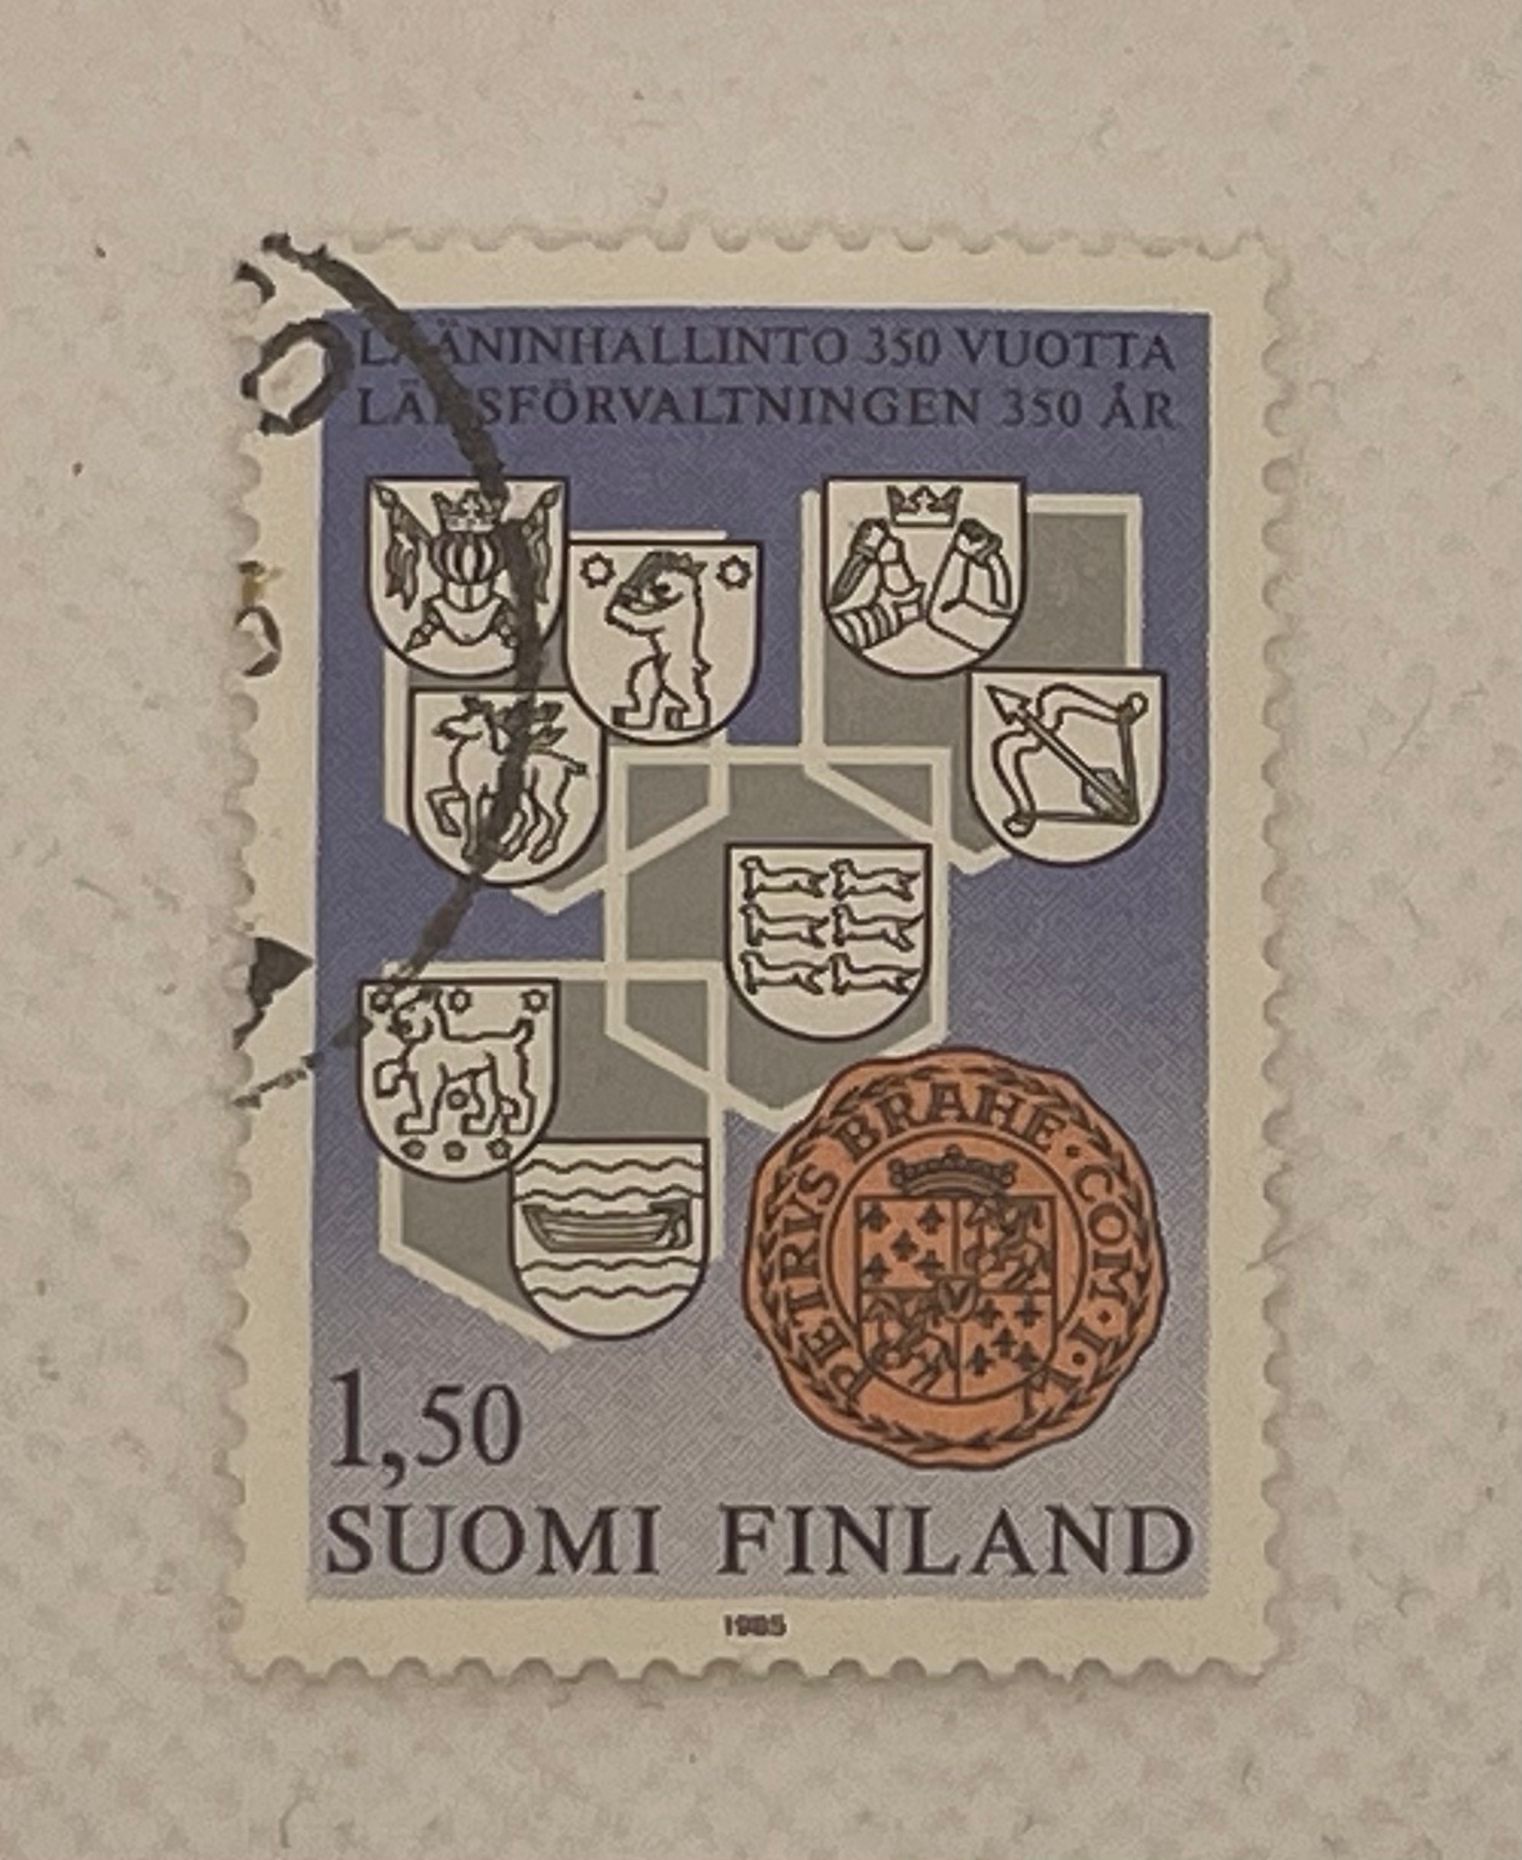 LÄÄNINHALLINTO 350 VUOTTA
LÄÄNSFÖRVALTNINGEN 350 ÅR
PETRVS BRAHE · COM · I · V
1,50
SUOMI FINLAND
1985